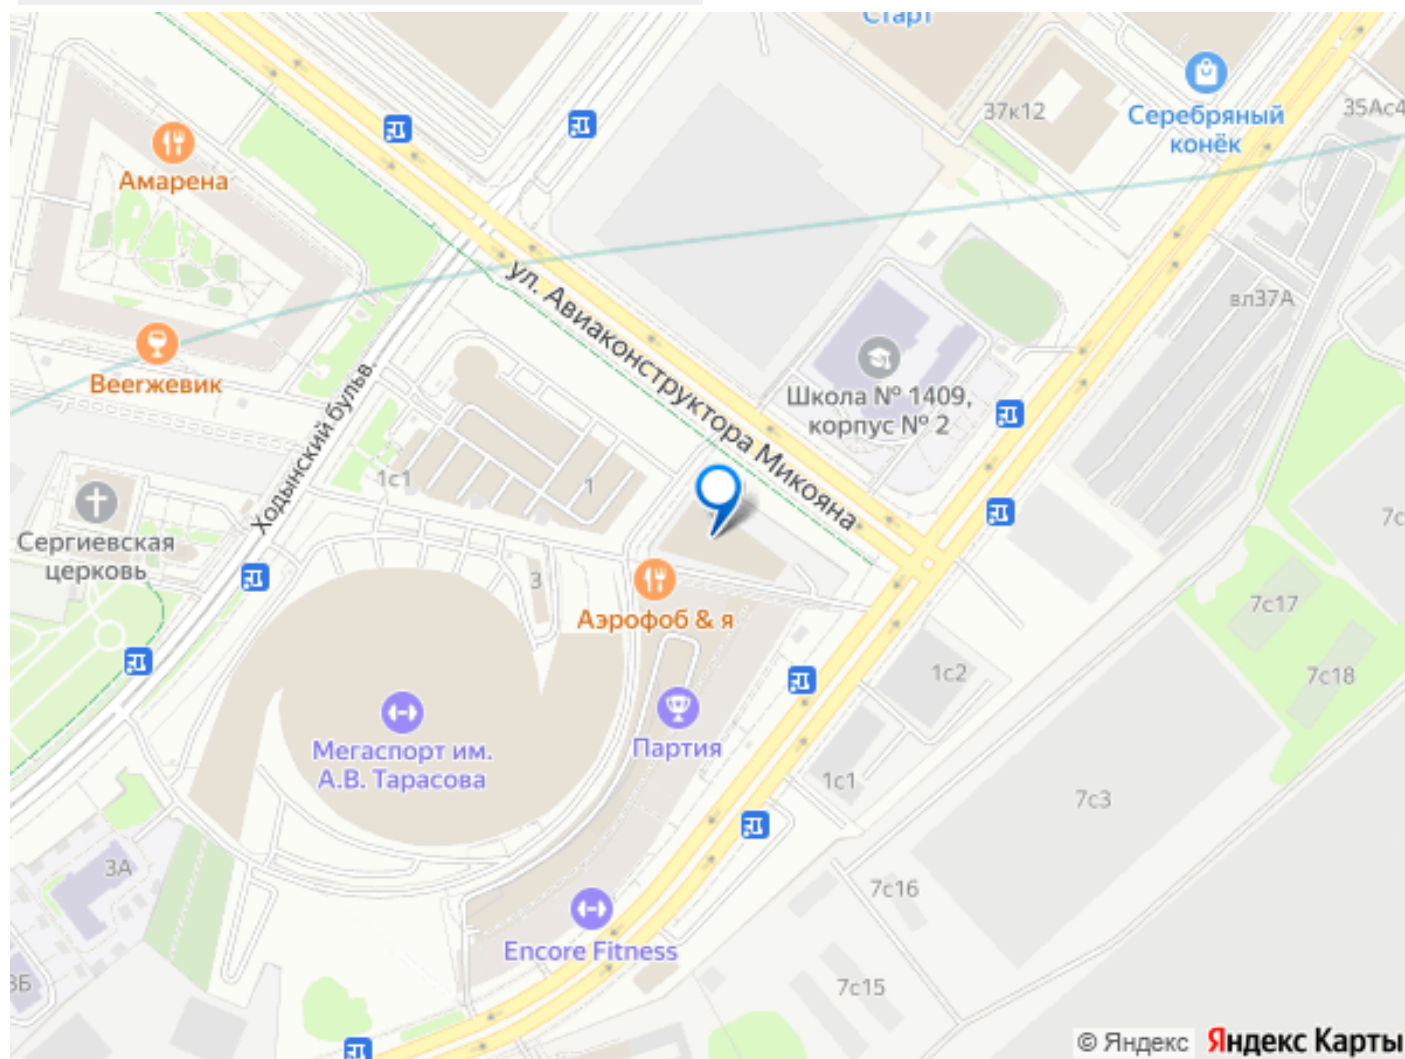 Старт
37к12
Серебряный
конёк
35Ас4
Амарена
ул. Авиаконструктора Микояна
вл37А
Beerжевик
Школа № 1409,
корпус № 2
Ходынский бульв.
1с1
1
Сергиевская
церковь
7с
3
Аэрофоб & я
7с17
1с2
7с18
Партия
Мегаспорт им.
А.В. Тарасова
1с1
7с3
3А
7с16
Encore Fitness
3Б
7с15
© Яндекс Яндекс Карты